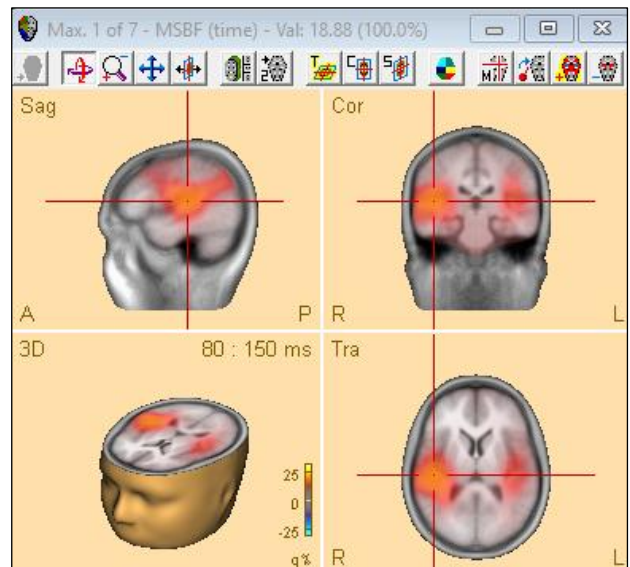 Max. 1 of 7 - MSBF (time) - Val: 18.88 (100.0%)
2 T C S M
Sag
A P
Cor
R L
3D 80 : 150 ms
25
0
-25
q%
Tra
R L